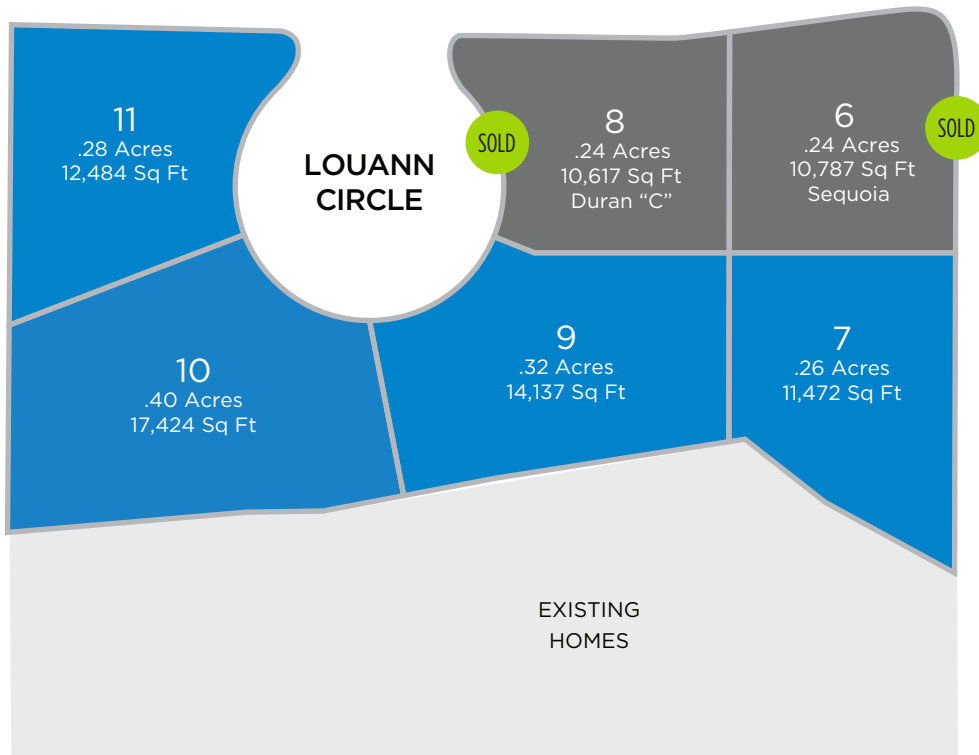 11
.28 Acres
12,484 Sq Ft
LOUANN
CIRCLE
SOLD
8
.24 Acres
10,617 Sq Ft
Duran “C”
6
.24 Acres
10,787 Sq Ft
Sequoia
SOLD
10
.40 Acres
17,424 Sq Ft
9
.32 Acres
14,137 Sq Ft
7
.26 Acres
11,472 Sq Ft
EXISTING
HOMES